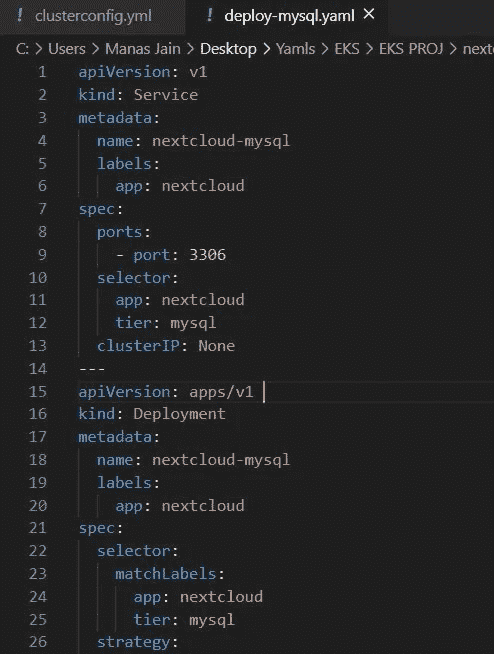 ! clusterconfig.yml ! deploy-mysql.yaml ×
C: > Users > Manas Jain > Desktop > Yamls > EKS > EKS PROJ >
1 apiVersion: v1
2 kind: Service
3 metadata:
4   name: nextcloud-mysql
5   labels:
6     app: nextcloud
7 spec:
8   ports:
9     - port: 3306
10   selector:
11     app: nextcloud
12     tier: mysql
13   clusterIP: None
14 ---
15 apiVersion: apps/v1
16 kind: Deployment
17 metadata:
18   name: nextcloud-mysql
19   labels:
20     app: nextcloud
21 spec:
22   selector:
23     matchLabels:
24       app: nextcloud
25       tier: mysql
26   strategy: